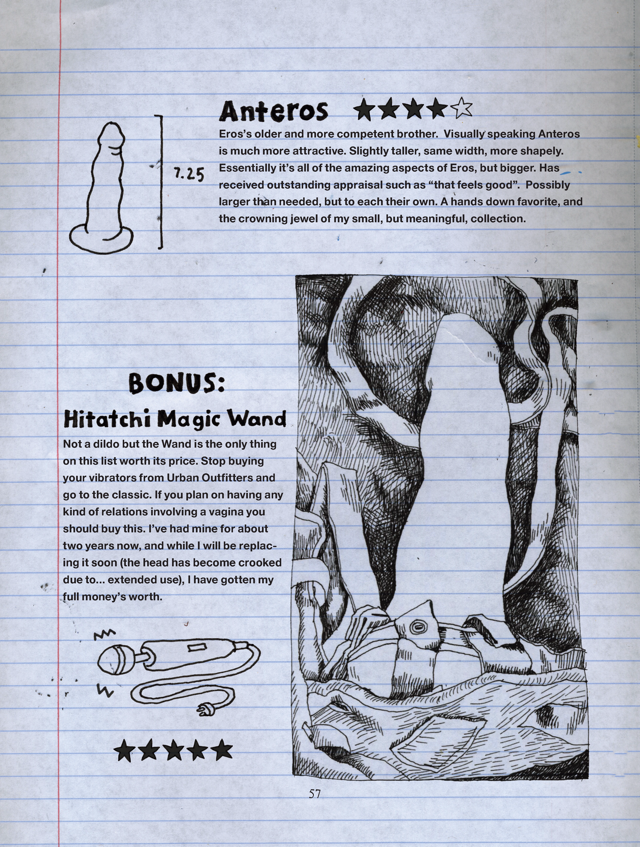 Anteros
Eros's older and more competent brother. Visually speaking Anteros
is much more attractive. Slightly taller, same width, more shapely.
Essentially it's all of the amazing aspects of Eros, but bigger. Has
received outstanding appraisal such as “that feels good”. Possibly
larger than needed, but to each their own. A hands down favorite, and
the crowning jewel of my small, but meaningful, collection.
7.25
BONUS:
Hitatchi Magic Wand
Not a dildo but the Wand is the only thing
on this list worth its price. Stop buying
your vibrators from Urban Outfitters and
go to the classic. If you plan on having any
kind of relations involving a vagina you
should buy this. I've had mine for about
two years now, and while I will be replac-
ing it soon (the head has become crooked
due to... extended use), I have gotten my
full money's worth.
57